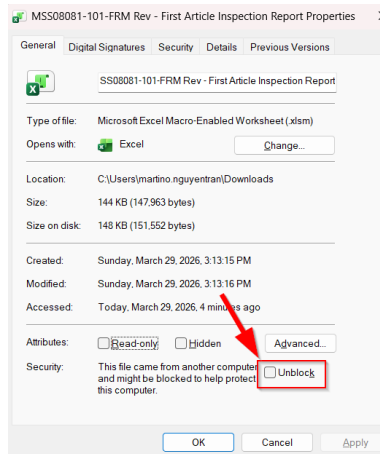 MSS08081-101-FRM Rev - First Article Inspection Report Properties
General Digital Signatures Security Details Previous Versions
SS08081-101-FRM Rev - First Article Inspection Report
Type of file: Microsoft Excel Macro-Enabled Worksheet (.xlsm)
Opens with: Excel Change...
Location: C:\Users\martino.nguyentran\Downloads
Size: 144 KB (147,963 bytes)
Size on disk: 148 KB (151,552 bytes)
Created: Sunday, March 29, 2026, 3:13:15 PM
Modified: Sunday, March 29, 2026, 3:13:16 PM
Accessed: Today, March 29, 2026, 4 minutes ago
Attributes: Read-only Hidden Advanced...
Security: This file came from another computer Unblock
and might be blocked to help protect
this computer.
OK Cancel Apply